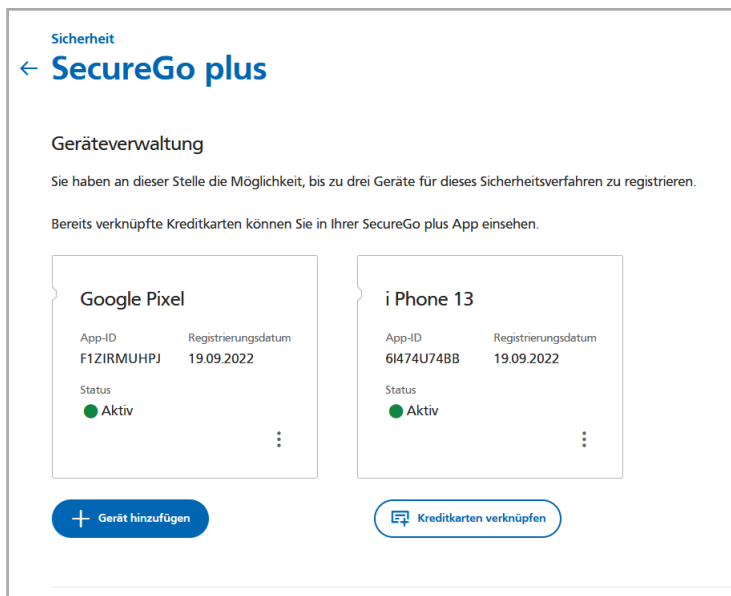 Sicherheit
← SecureGo plus
Geräteverwaltung
Sie haben an dieser Stelle die Möglichkeit, bis zu drei Geräte für dieses Sicherheitsverfahren zu registrieren.
Bereits verknüpfte Kreditkarten können Sie in Ihrer SecureGo plus App einsehen.
Google Pixel
App-ID Registrierungsdatum
F1ZIRMUHPJ 19.09.2022
Status
Aktiv
i Phone 13
App-ID Registrierungsdatum
6I474U74BB 19.09.2022
Status
Aktiv
Gerät hinzufügen
Kreditkarten verknüpfen